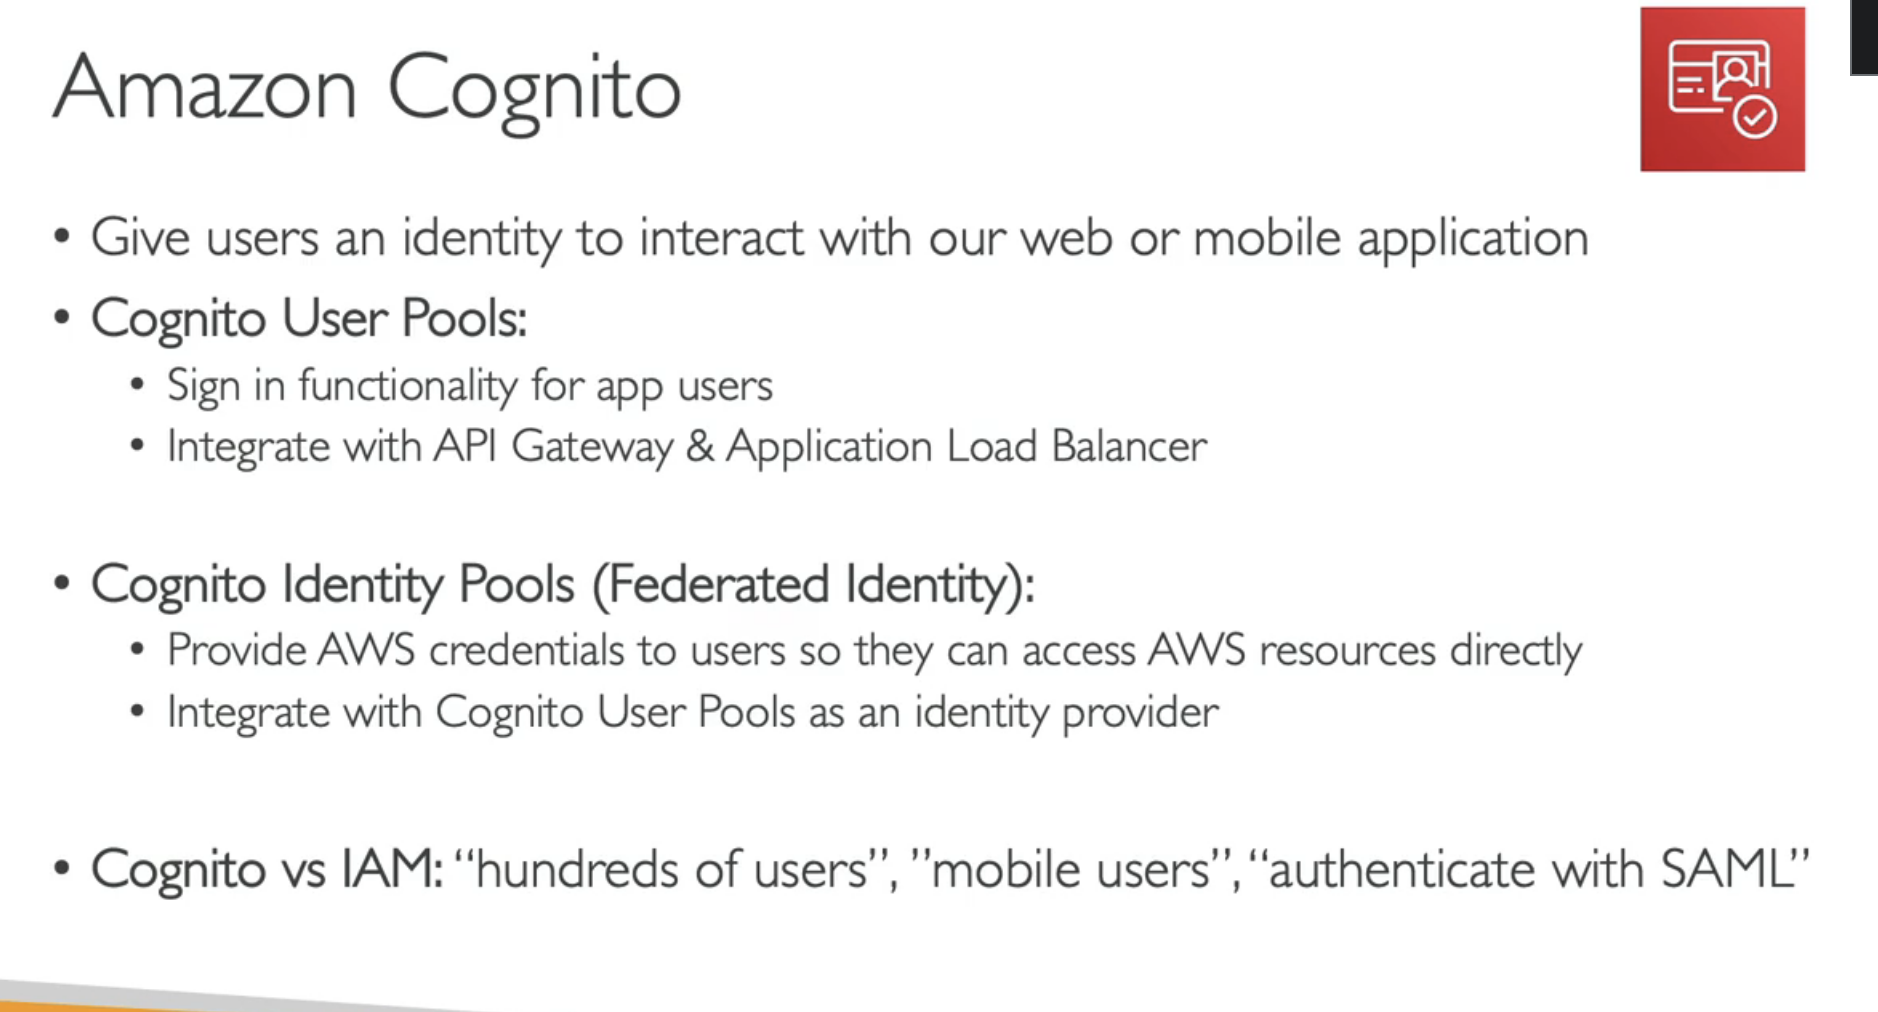 Amazon Cognito
• Give users an identity to interact with our web or mobile application
• Cognito User Pools:
• Sign in functionality for app users
• Integrate with API Gateway & Application Load Balancer
• Cognito Identity Pools (Federated Identity):
• Provide AWS credentials to users so they can access AWS resources directly
• Integrate with Cognito User Pools as an identity provider
• Cognito vs IAM: “hundreds of users”, ”mobile users”, “authenticate with SAML”